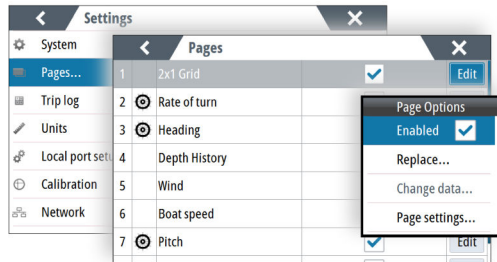 Settings
System
Pages...
Trip log
Units
Local port setu
Calibration
Network
Pages
1 2x1 Grid Edit
2 Rate of turn
3 Heading
4 Depth History
5 Wind
6 Boat speed
7 Pitch Edit
Page Options
Enabled
Replace...
Change data...
Page settings...